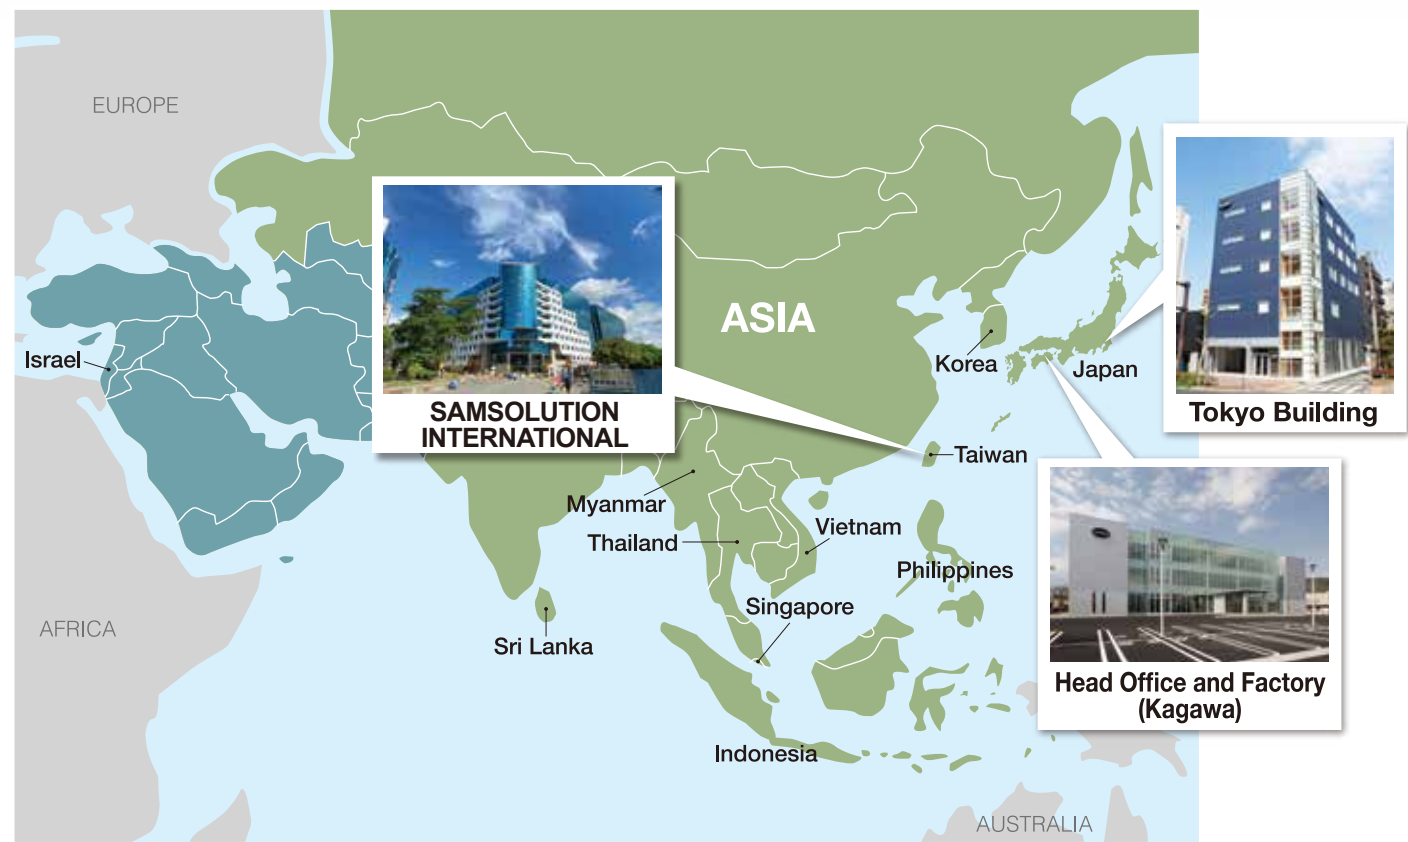 EUROPE
ASIA
Israel
Korea
Japan
Tokyo Building
SAMSOLUTION
INTERNATIONAL
Taiwan
Myanmar
Vietnam
Thailand
Philippines
Singapore
AFRICA
Sri Lanka
Head Office and Factory
(Kagawa)
Indonesia
AUSTRALIA